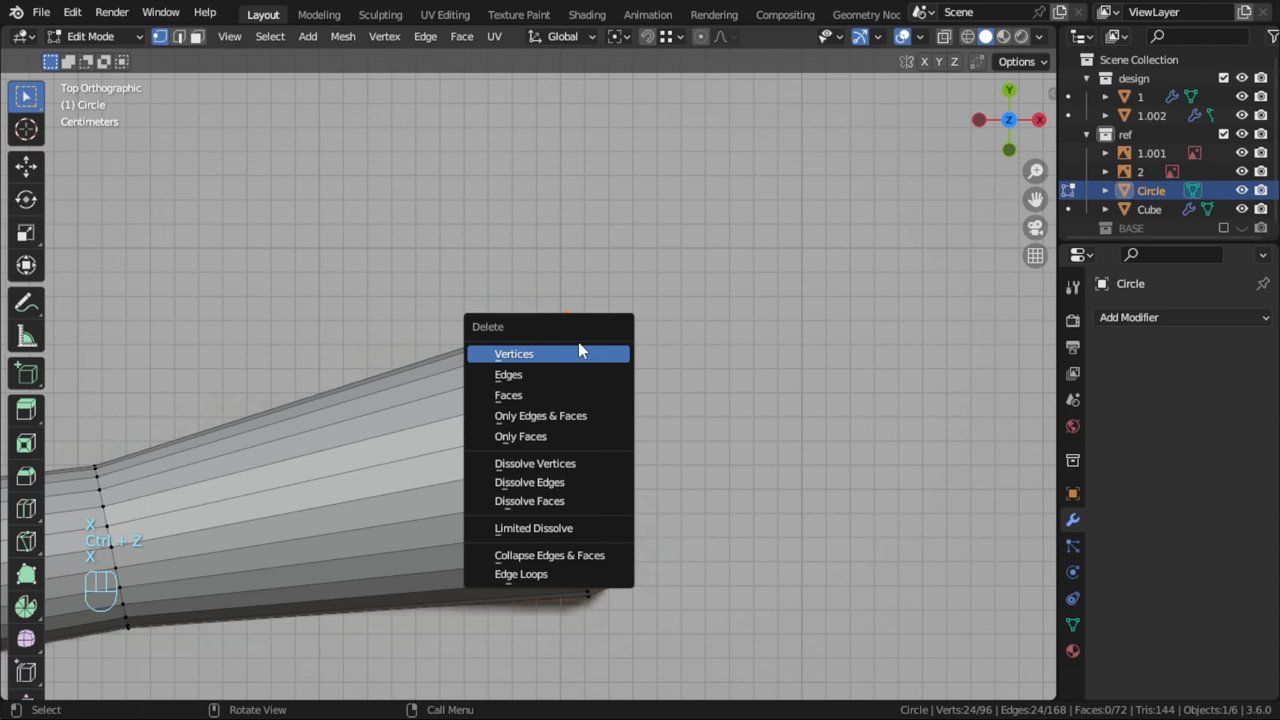 File Edit Render Window Help Layout Modeling Sculpting UV Editing Texture Paint Shading Animation Rendering Compositing Geometry Noc Scene ViewLayer
Edit Mode View Select Add Mesh Vertex Edge Face UV Global
X Y Z Options
Top Orthographic
(1) Circle
Centimeters
Y
Z
X
Delete
Vertices
Edges
Faces
Only Edges & Faces
Only Faces
Dissolve Vertices
Dissolve Edges
Dissolve Faces
Limited Dissolve
Collapse Edges & Faces
Edge Loops
X
Ctrl + Z
X
Scene Collection
design
1
1.002
ref
1.001
2
Circle
Cube
BASE
Circle
Add Modifier
Select Rotate View Call Menu Circle | Verts:24/96 | Edges:24/168 | Faces:0/72 | Tris:144 | Objects:1/6 | 3.6.0